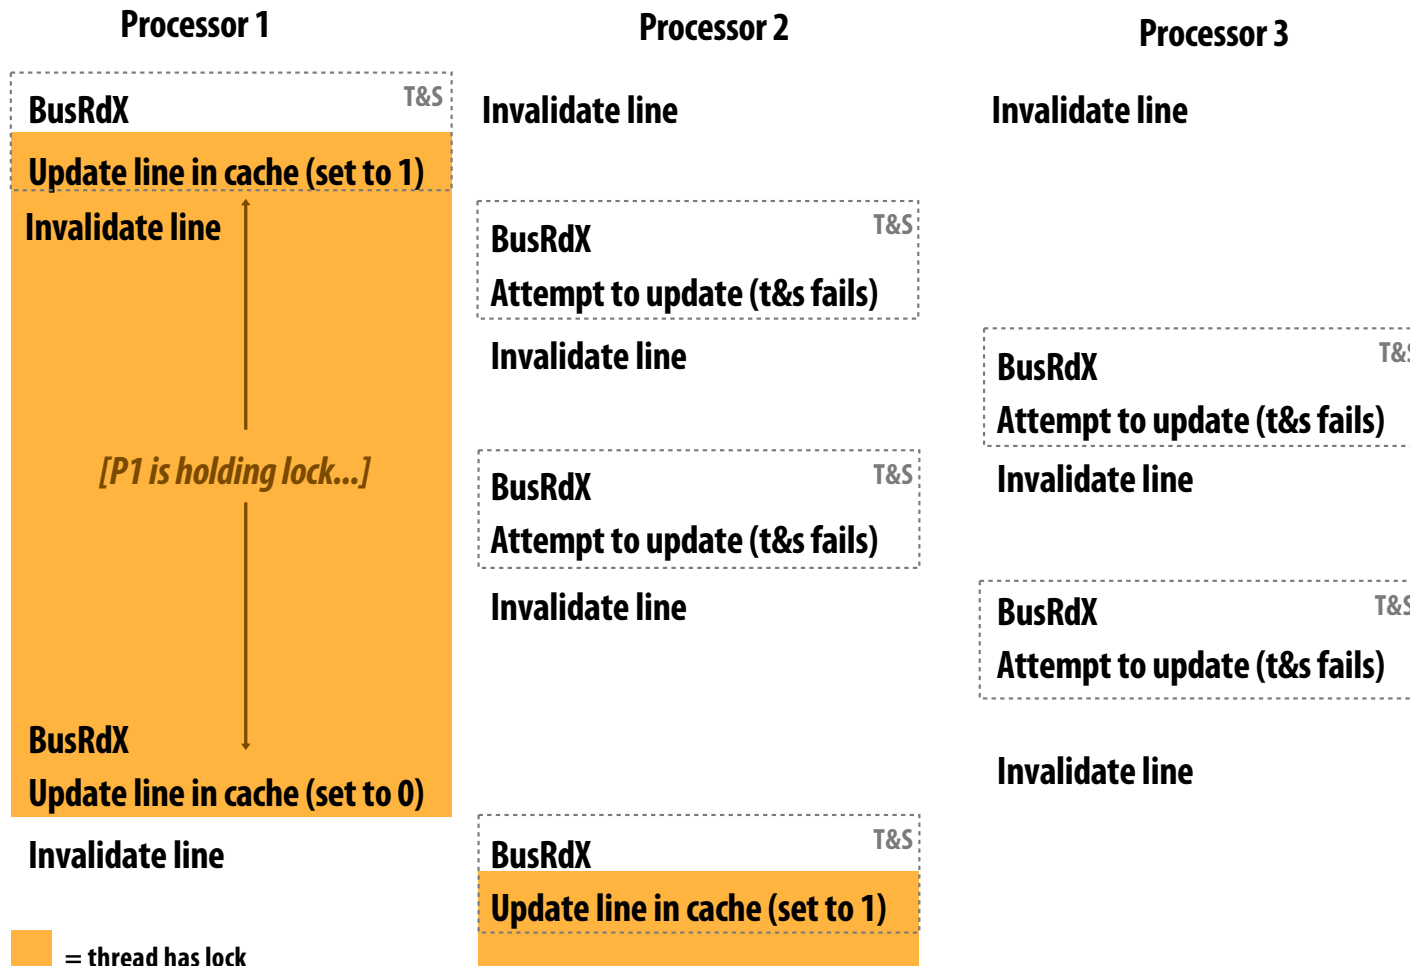 Processor 1
Processor 2
Processor 3
BusRdX
T&S
Invalidate line
Invalidate line
Update line in cache (set to 1)
Invalidate line
BusRdX
T&S
Attempt to update (t&s fails)
Invalidate line
BusRdX
T&S
Attempt to update (t&s fails)
[P1 is holding lock...]
BusRdX
T&S
Attempt to update (t&s fails)
Invalidate line
Invalidate line
BusRdX
T&S
Attempt to update (t&s fails)
BusRdX
Update line in cache (set to 0)
Invalidate line
Invalidate line
BusRdX
T&S
Update line in cache (set to 1)
= thread has lock